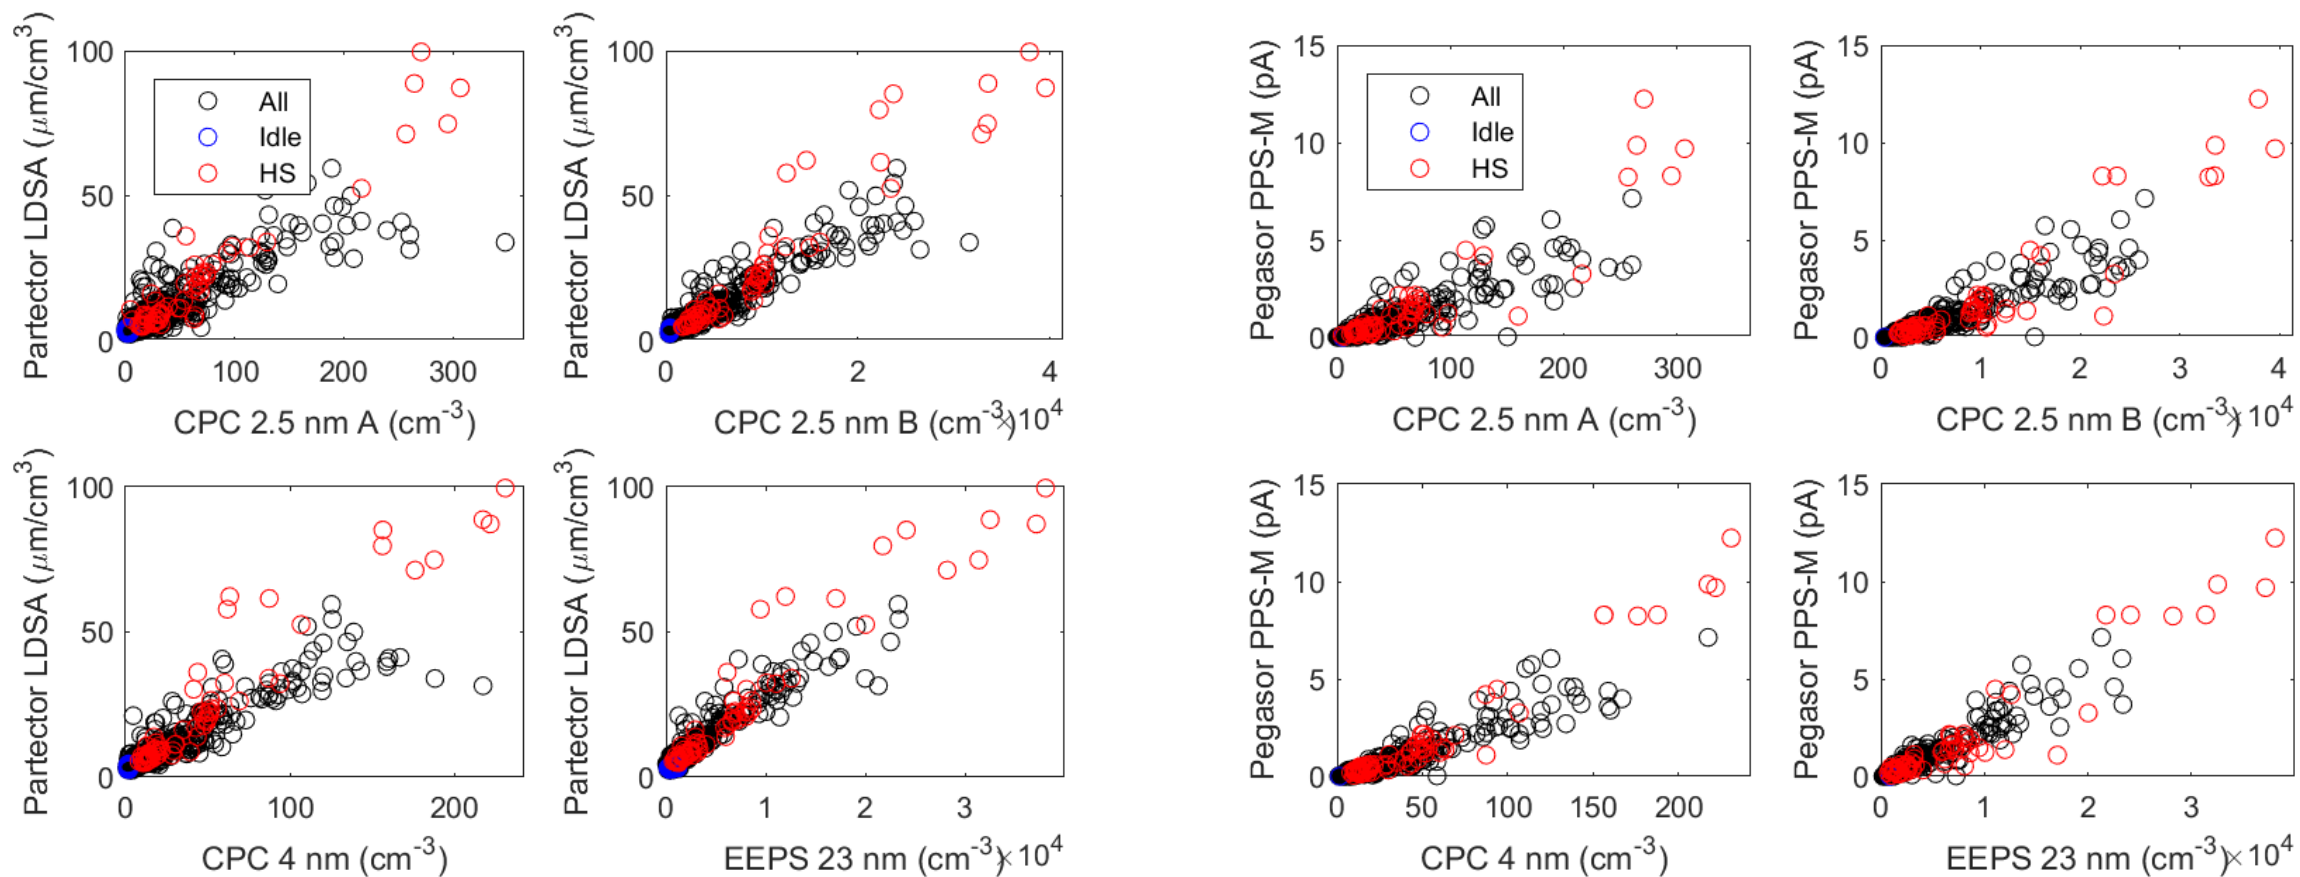 Partector LDSA (μm/cm³)
100
50
0
All
Idle
HS
0 100 200 300
CPC 2.5 nm A (cm⁻³)
Partector LDSA (μm/cm³)
100
50
0
0 2 4
CPC 2.5 nm B (cm⁻³) ×10⁴
Pegasor PPS-M (pA)
15
10
5
0
All
Idle
HS
0 100 200 300
CPC 2.5 nm A (cm⁻³)
Pegasor PPS-M (pA)
15
10
5
0
0 1 2 3 4
CPC 2.5 nm B (cm⁻³) ×10⁴
Partector LDSA (μm/cm³)
100
50
0
0 100 200
CPC 4 nm (cm⁻³)
Partector LDSA (μm/cm³)
100
50
0
0 1 3
EEPS 23 nm (cm⁻³) ×10⁴
Pegasor PPS-M (pA)
15
10
5
0
0 50 100 150 200
CPC 4 nm (cm⁻³)
Pegasor PPS-M (pA)
15
10
5
0
0 1 2 3
EEPS 23 nm (cm⁻³) ×10⁴